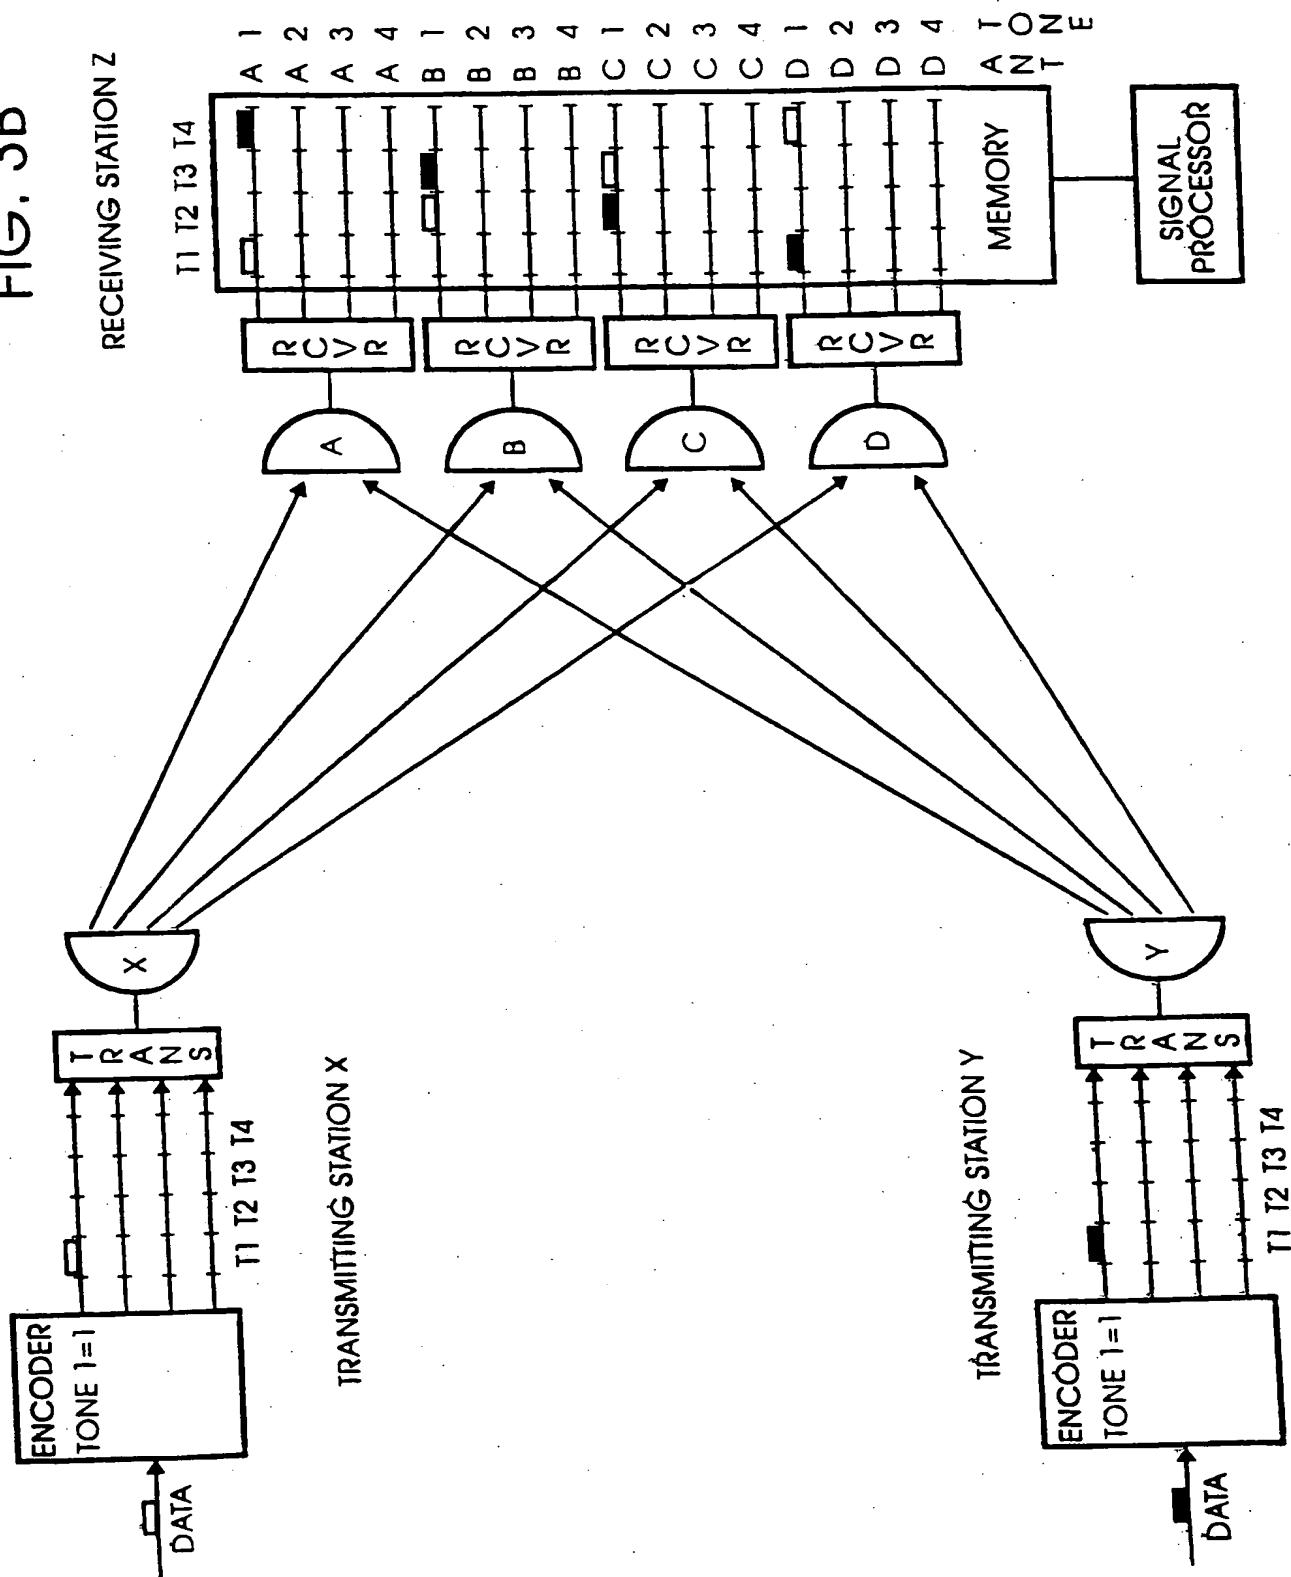 FIG. 3B
RECEIVING STATION Z
T1 T2 T3 T4
A 1
A 2
A 3
A 4
B 1
B 2
B 3
B 4
C 1
C 2
C 3
C 4
D 1
D 2
D 3
D 4
ANT
TONE
MEMORY
SIGNAL
PROCESSOR
RCVR
RCVR
RCVR
RCVR
A
B
C
D
X
Y
TRANS
TRANS
T1 T2 T3 T4
T1 T2 T3 T4
TRANSMITTING STATION X
TRANSMITTING STATION Y
ENCODER
TONE 1=1
ENCODER
TONE 1=1
DATA
DATA